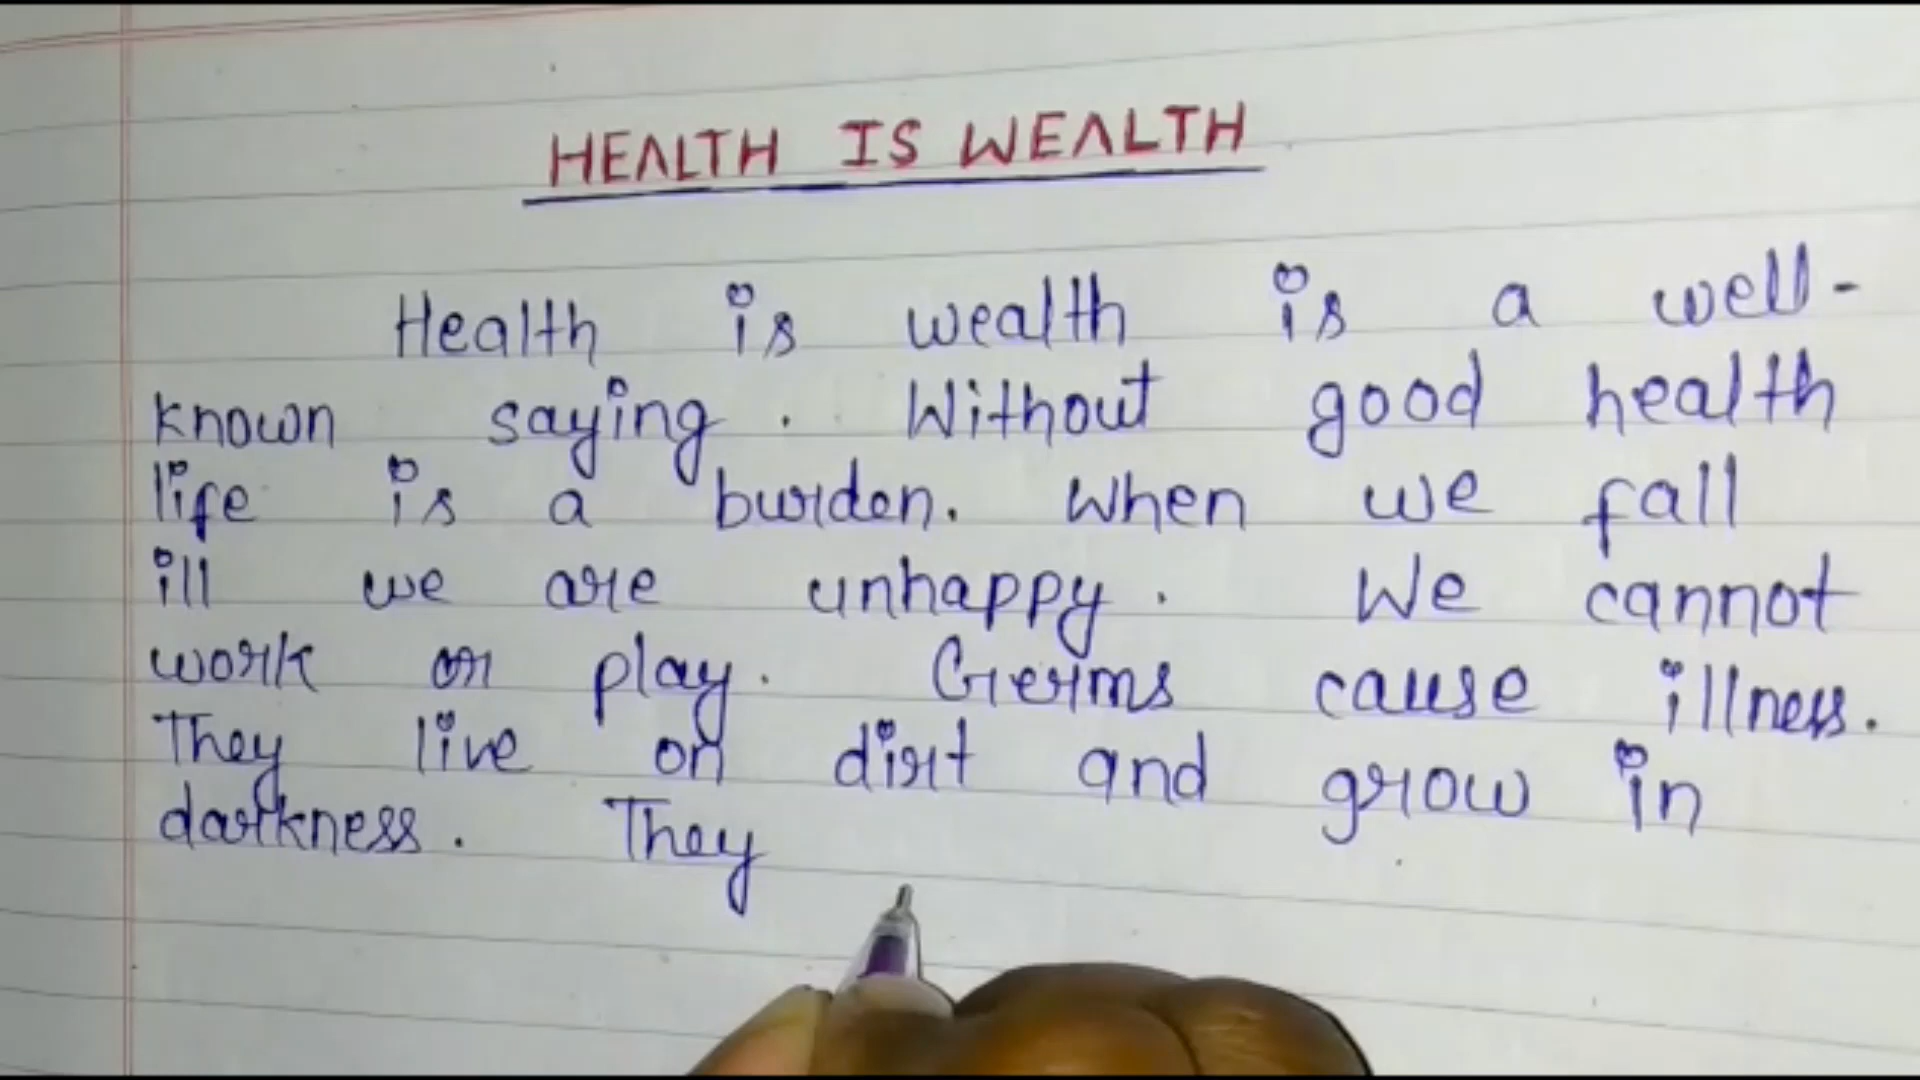 HEALTH IS WEALTH
Health is wealth is a well-
known saying. Without good health
life is a burden. When we fall
ill we are unhappy. We cannot
work or play. Germs cause illness.
They live on dirt and grow in
darkness. They